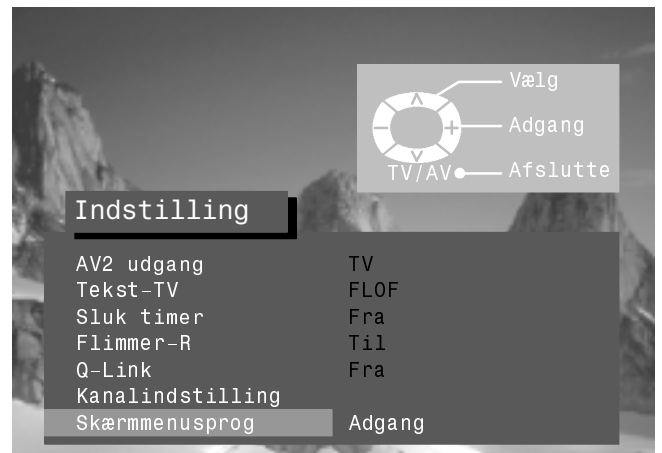 Vælg
Adgang
TV/AV Afslutte
Indstilling
AV2 udgang TV
Tekst-TV FLOF
Sluk timer Fra
Flimmer-R Til
Q-Link Fra
Kanalindstilling
Skærmmenusprog Adgang